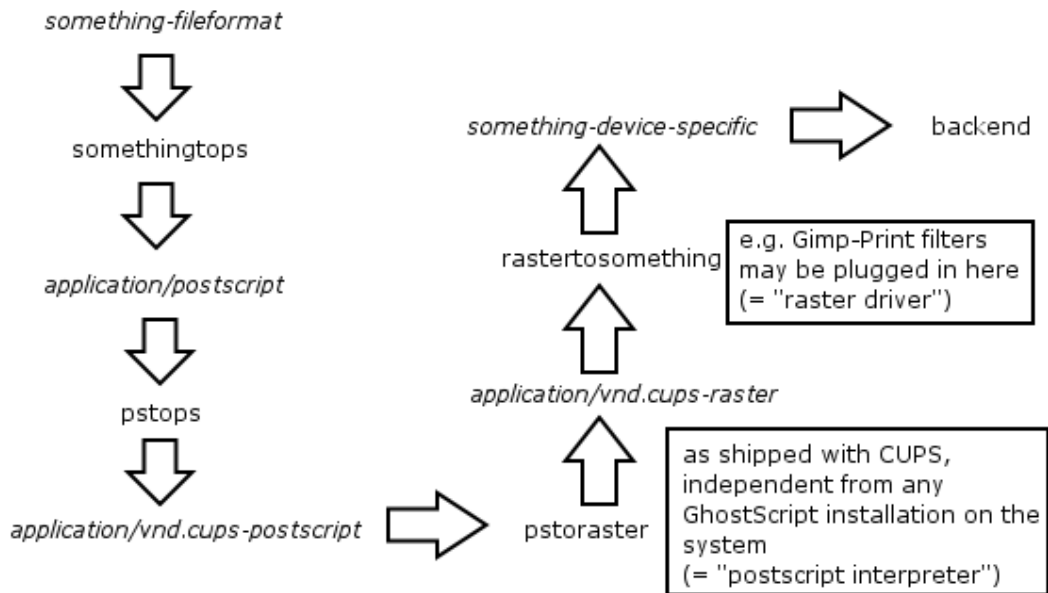 something-fileformat
somethingtops
application/postscript
pstops
application/vnd.cups-postscript
pstoraster
as shipped with CUPS,
independent from any
GhostScript installation on the
system
(= "postscript interpreter")
application/vnd.cups-raster
rastertosomething
e.g. Gimp-Print filters
may be plugged in here
(= "raster driver")
something-device-specific
backend